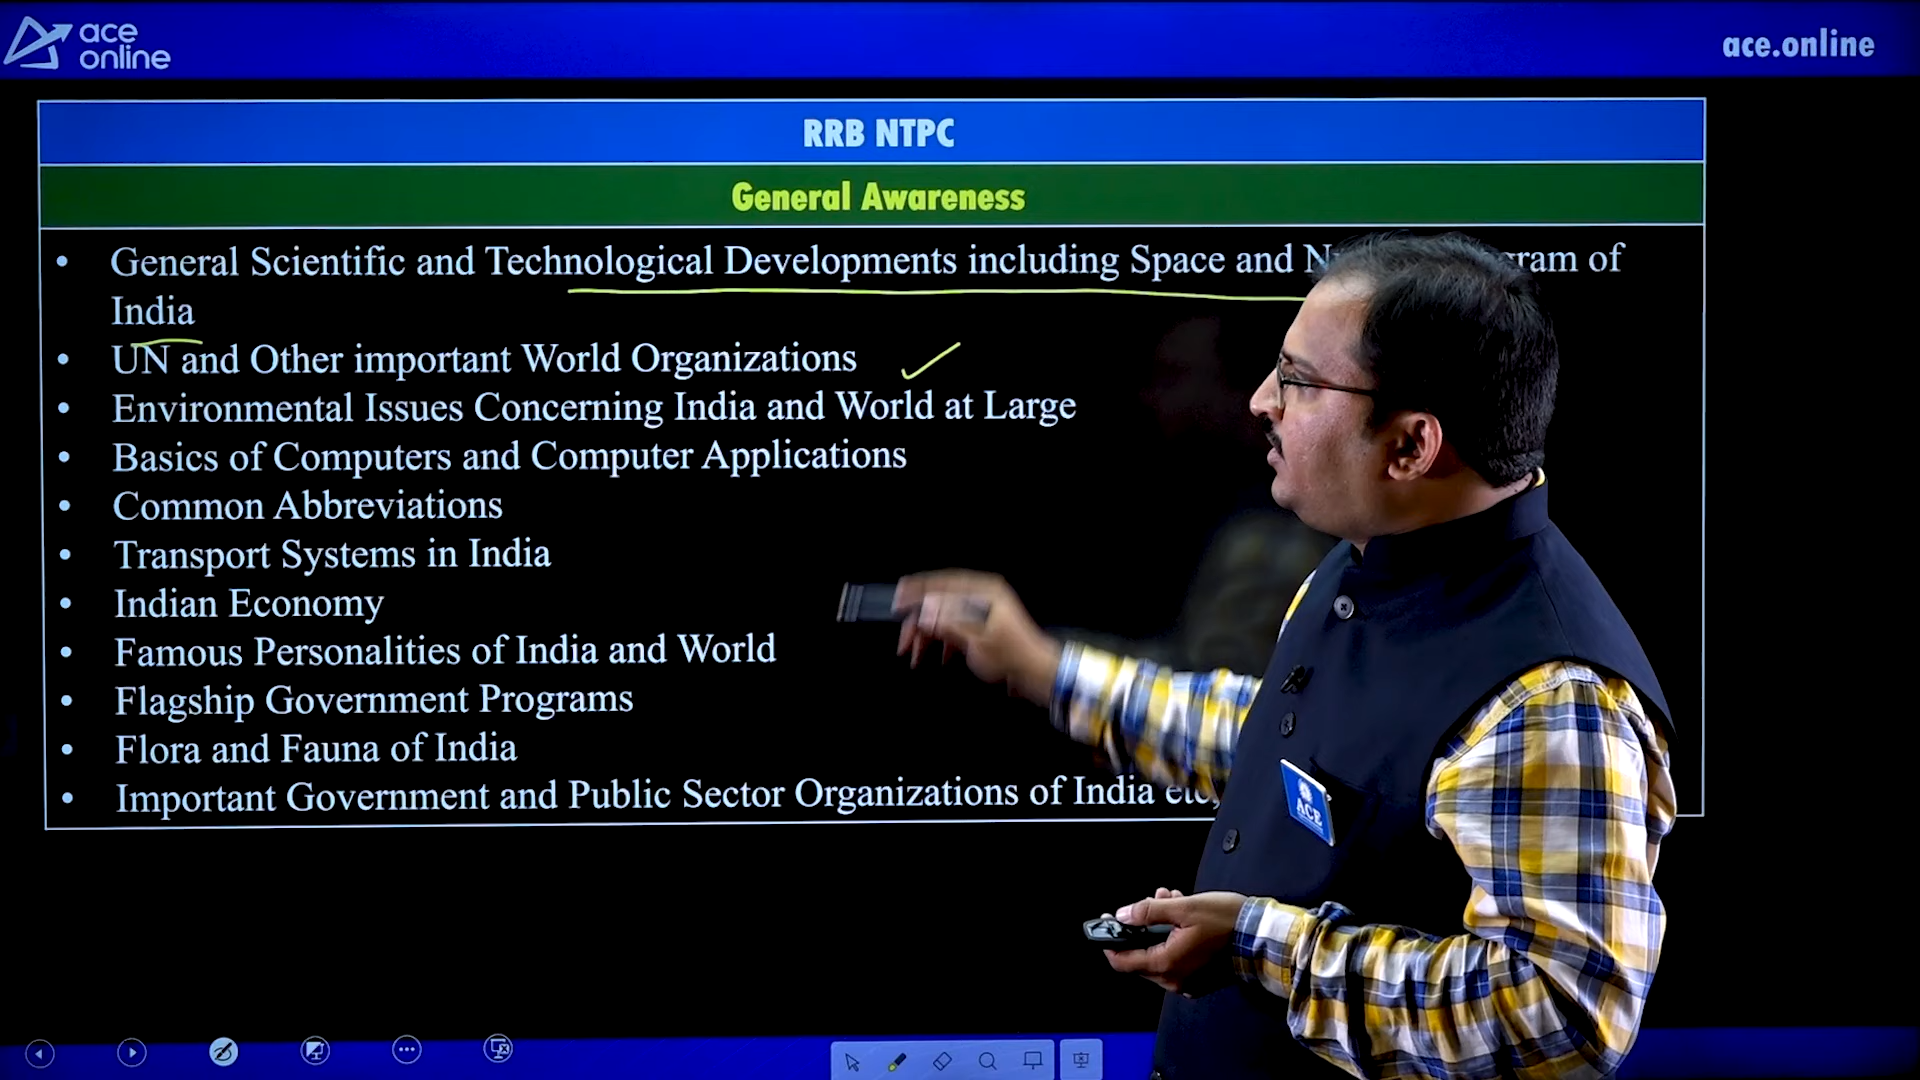 ace
online
ace.online
RRB NTPC
General Awareness
• General Scientific and Technological Developments including Space and
India
• UN and Other important World Organizations
• Environmental Issues Concerning India and World at Large
• Basics of Computers and Computer Applications
• Common Abbreviations
• Transport Systems in India
• Indian Economy
• Famous Personalities of India and World
• Flagship Government Programs
• Flora and Fauna of India
• Important Government and Public Sector Organizations of India etc,
ACE